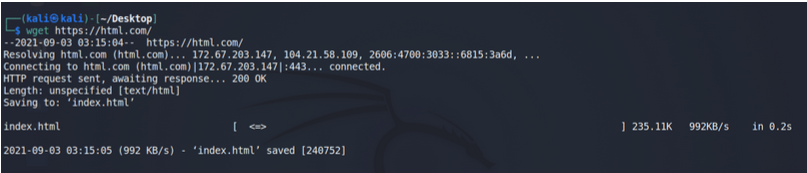 ┌──(kali㉿kali)-[~/Desktop]
└─$ wget https://html.com/
--2021-09-03 03:15:04--  https://html.com/
Resolving html.com (html.com)... 172.67.203.147, 104.21.58.109, 2606:4700:3033::6815:3a6d, ...
Connecting to html.com (html.com)|172.67.203.147|:443... connected.
HTTP request sent, awaiting response... 200 OK
Length: unspecified [text/html]
Saving to: ‘index.html’
index.html                    [  <=>                                                        ] 235.11K   992KB/s    in 0.2s
2021-09-03 03:15:05 (992 KB/s) - ‘index.html’ saved [240752]